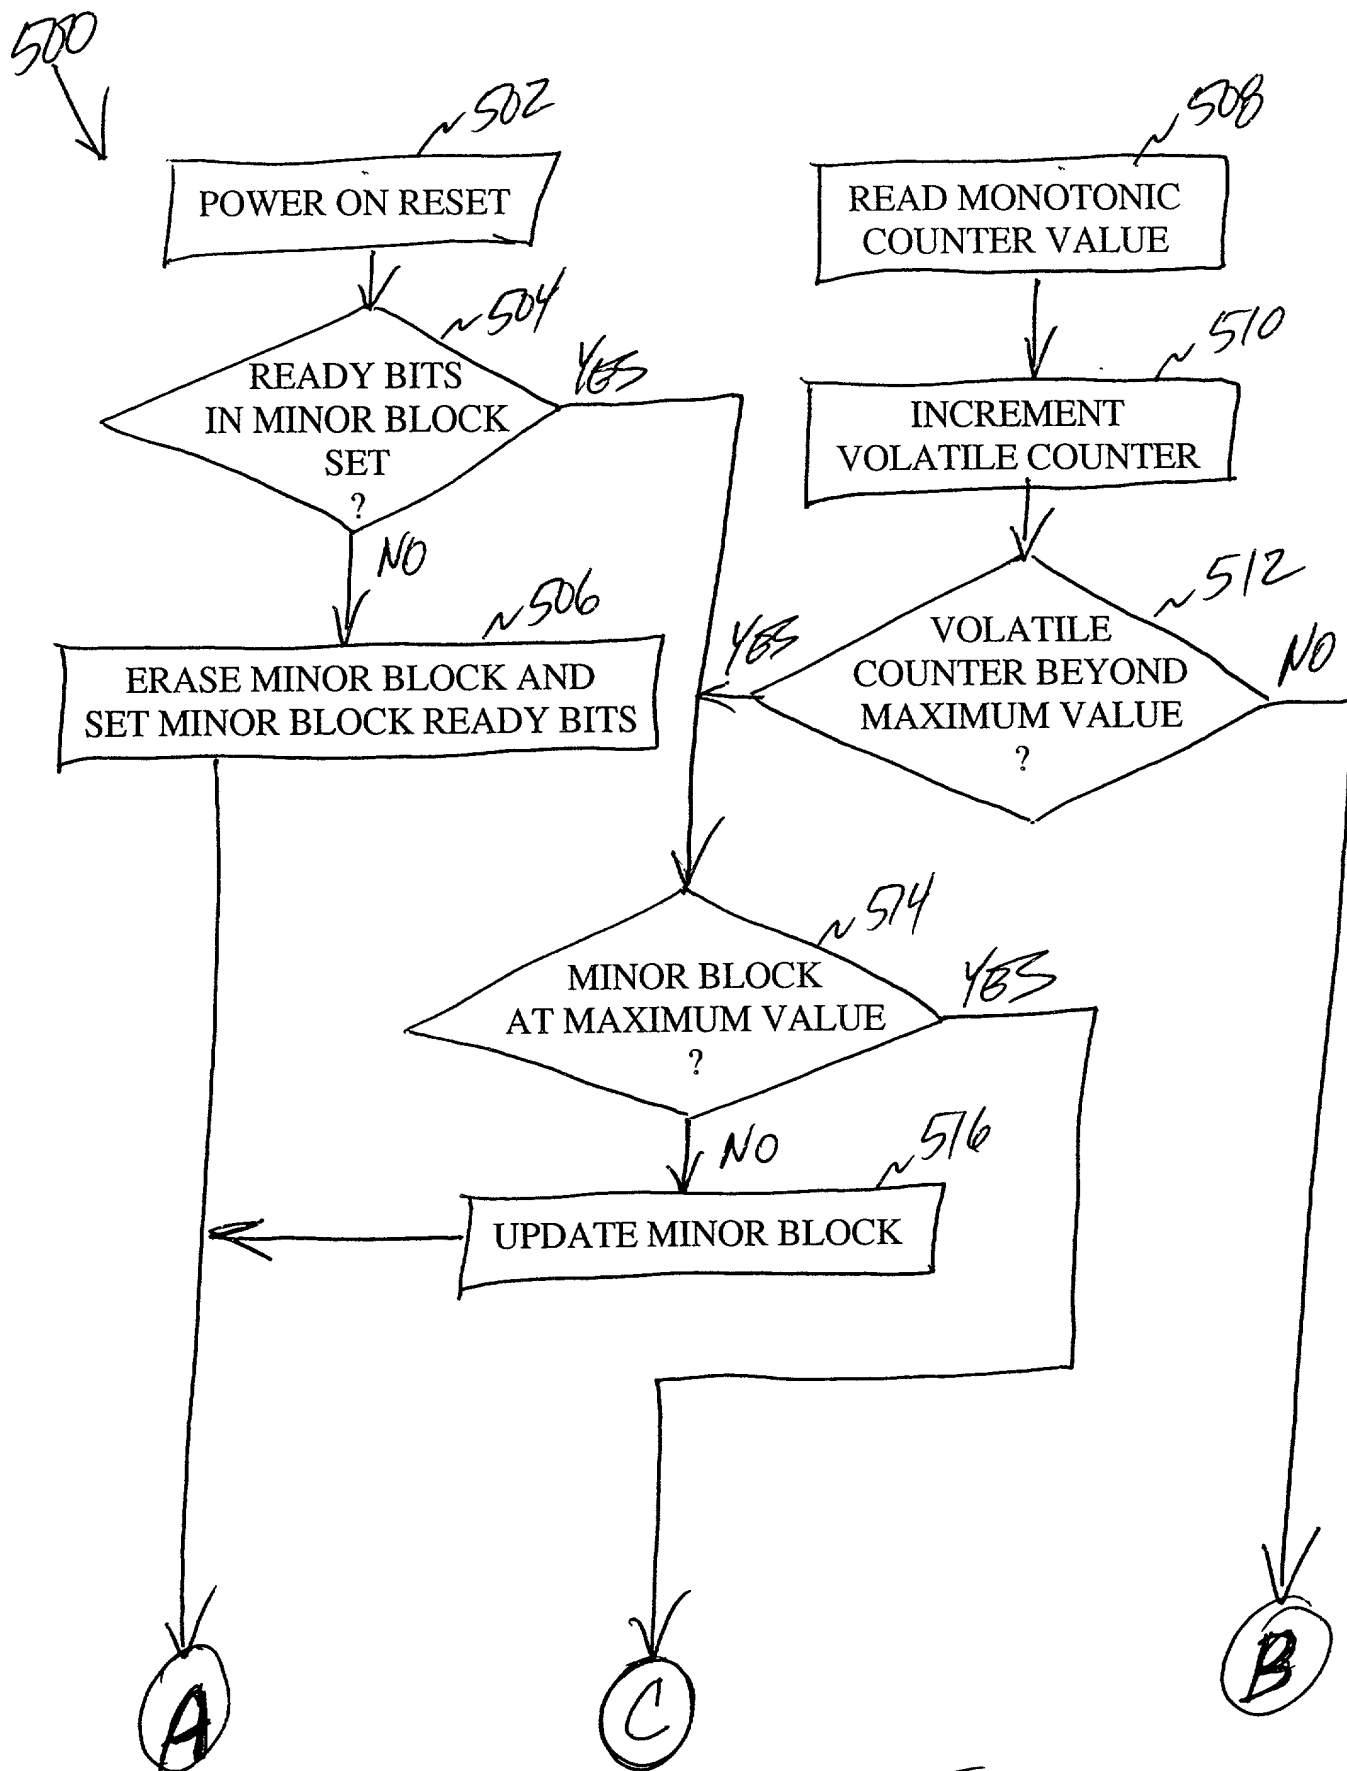 500
502
POWER ON RESET
508
READ MONOTONIC
COUNTER VALUE
504
READY BITS
IN MINOR BLOCK
SET
?
YES
NO
510
INCREMENT
VOLATILE COUNTER
506
ERASE MINOR BLOCK AND
SET MINOR BLOCK READY BITS
512
VOLATILE
COUNTER BEYOND
MAXIMUM VALUE
?
YES
NO
514
MINOR BLOCK
AT MAXIMUM VALUE
?
YES
NO
516
UPDATE MINOR BLOCK
A
C
B